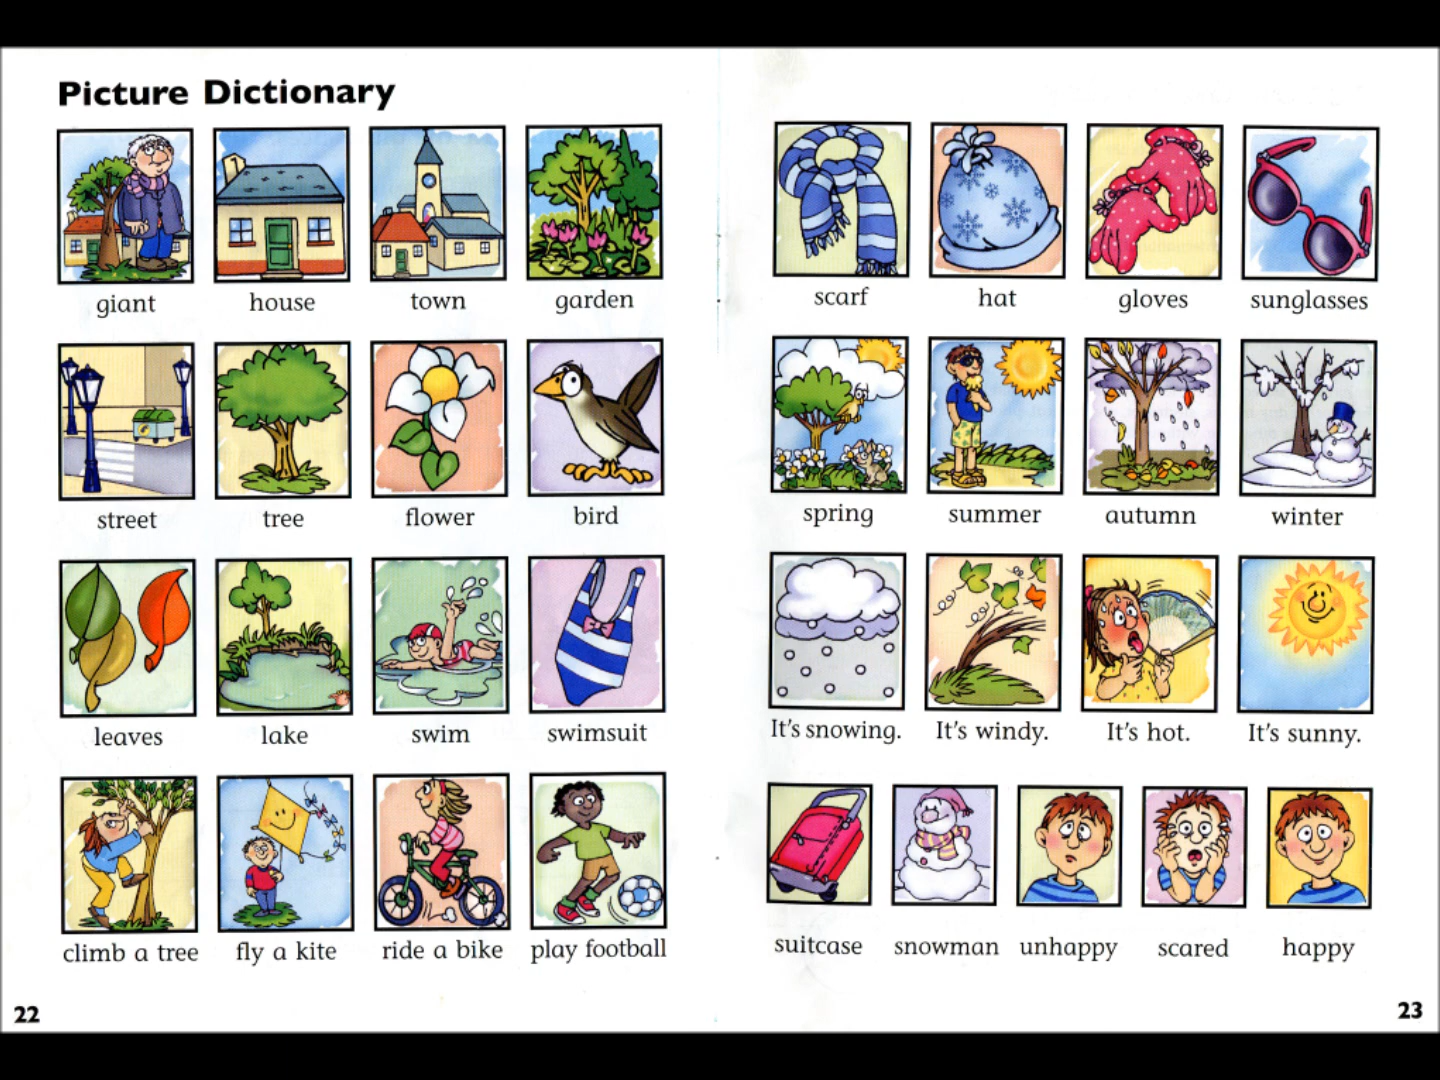 Picture Dictionary
giant house town garden
street tree flower bird
leaves lake swim swimsuit
climb a tree fly a kite ride a bike play football
22
scarf hat gloves sunglasses
spring summer autumn winter
It's snowing. It's windy. It's hot. It's sunny.
suitcase snowman unhappy scared happy
23